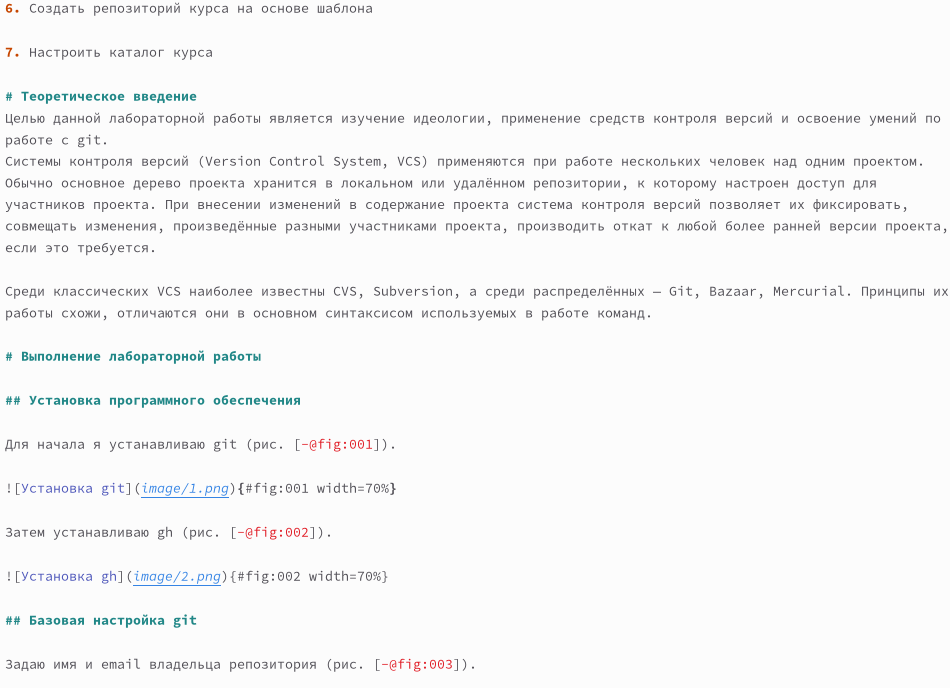 6. Создать репозиторий курса на основе шаблона
7. Настроить каталог курса
# Теоретическое введение
Целью данной лабораторной работы является изучение идеологии, применение средств контроля версий и освоение умений по
работе с git.
Системы контроля версий (Version Control System, VCS) применяются при работе нескольких человек над одним проектом.
Обычно основное дерево проекта хранится в локальном или удалённом репозитории, к которому настроен доступ для
участников проекта. При внесении изменений в содержание проекта система контроля версий позволяет их фиксировать,
совмещать изменения, произведённые разными участниками проекта, производить откат к любой более ранней версии проекта,
если это требуется.
Среди классических VCS наиболее известны CVS, Subversion, а среди распределённых — Git, Bazaar, Mercurial. Принципы их
работы схожи, отличаются они в основном синтаксисом используемых в работе команд.
# Выполнение лабораторной работы
## Установка программного обеспечения
Для начала я устанавливаю git (рис. [-@fig:001]).
![Установка git](image/1.png){#fig:001 width=70%}
Затем устанавливаю gh (рис. [-@fig:002]).
![Установка gh](image/2.png){#fig:002 width=70%}
## Базовая настройка git
Задаю имя и email владельца репозитория (рис. [-@fig:003]).